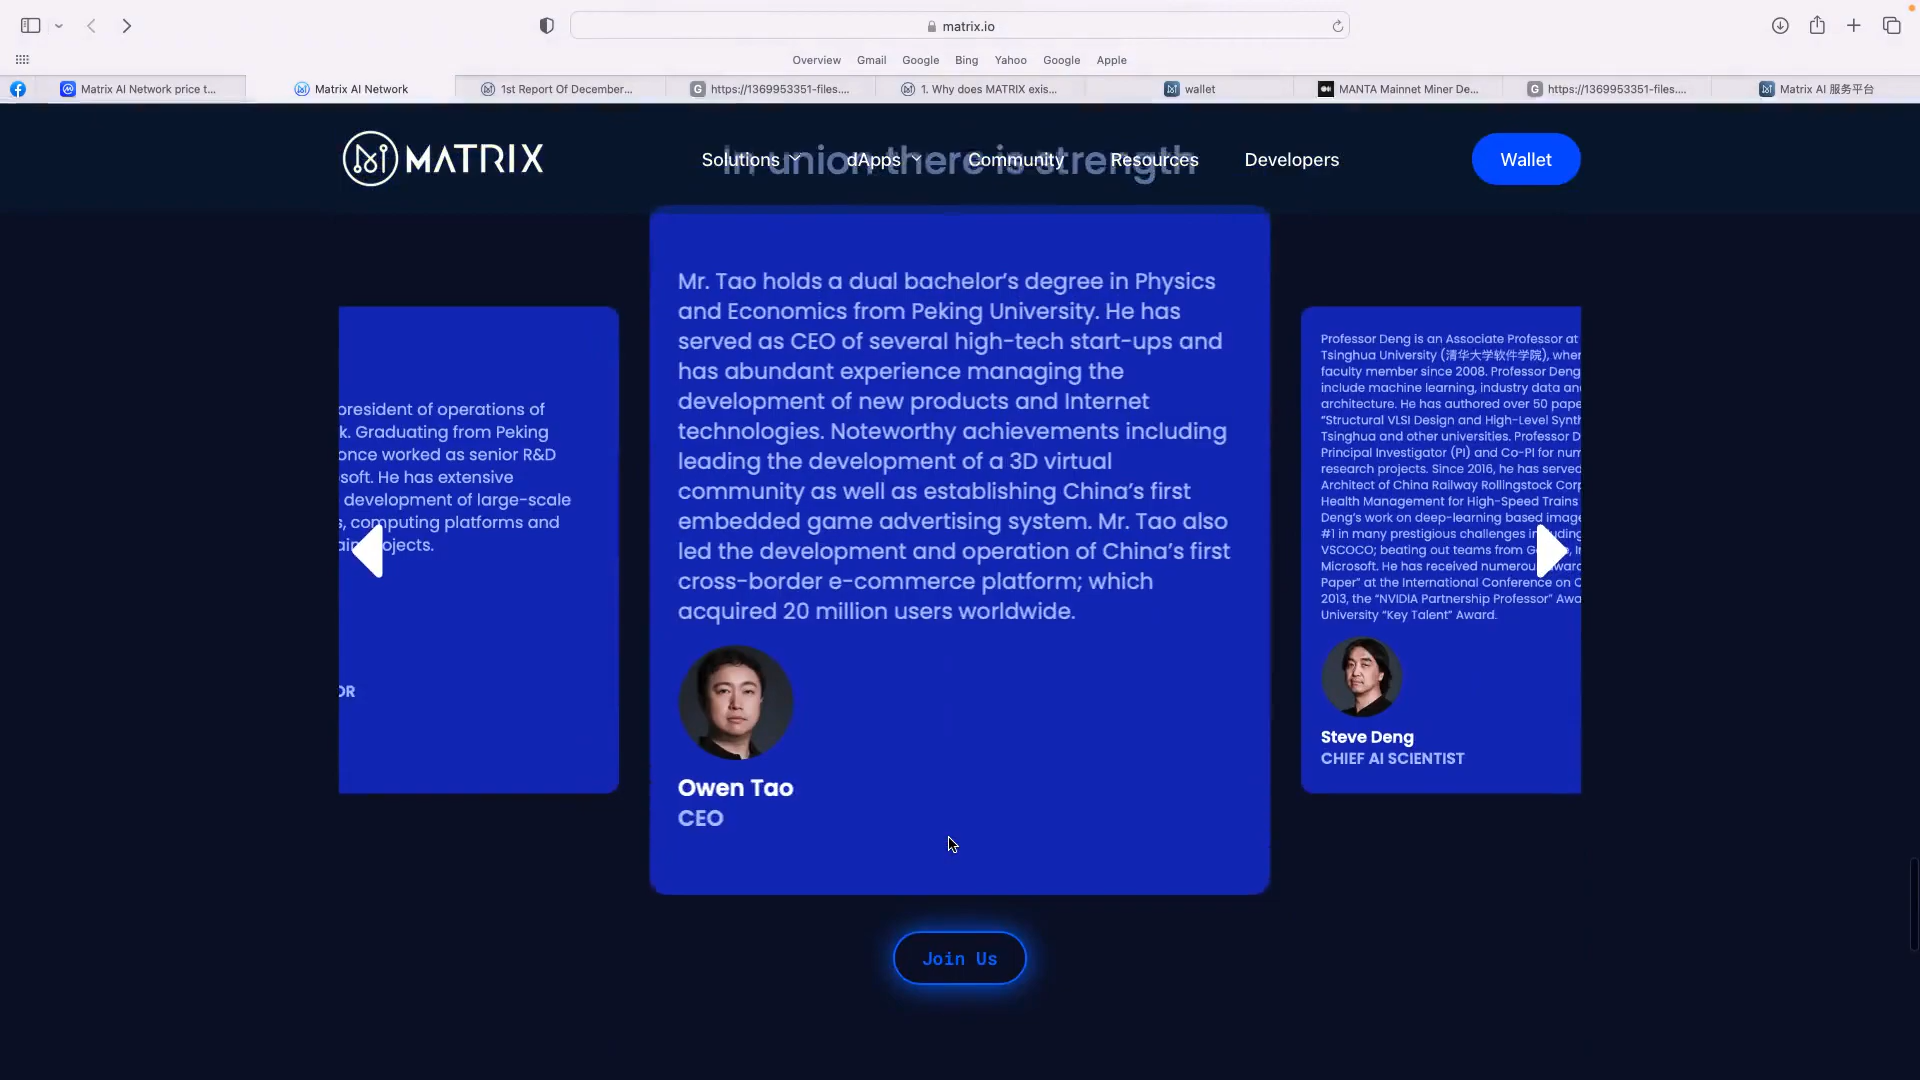 matrix.io
Overview Gmail Google Bing Yahoo Google Apple
Matrix AI Network price t...
Matrix AI Network
1st Report Of December...
https://1369953351-files....
1. Why does MATRIX exis...
wallet
MANTA Mainnet Miner De...
https://1369953351-files....
Matrix AI 服务平台
MATRIX
Solutions dApps Community Resources Developers
Wallet
In union there is strength
president of operations of
k. Graduating from Peking
once worked as senior R&D
soft. He has extensive
development of large-scale
s, computing platforms and
ojects.
OR
Mr. Tao holds a dual bachelor's degree in Physics
and Economics from Peking University. He has
served as CEO of several high-tech start-ups and
has abundant experience managing the
development of new products and Internet
technologies. Noteworthy achievements including
leading the development of a 3D virtual
community as well as establishing China's first
embedded game advertising system. Mr. Tao also
led the development and operation of China's first
cross-border e-commerce platform; which
acquired 20 million users worldwide.
Owen Tao
CEO
Professor Deng is an Associate Professor at
Tsinghua University (清华大学软件学院), wher
faculty member since 2008. Professor Deng
include machine learning, industry data an
architecture. He has authored over 50 pape
"Structural VLSI Design and High-Level Synth
Tsinghua and other universities. Professor D
Principal Investigator (PI) and Co-PI for num
research projects. Since 2016, he has served
Architect of China Railway Rollingstock Corp
Health Management for High-Speed Trains
Deng's work on deep-learning based image
#1 in many prestigious challenges including
VSCOCO; beating out teams from G
Microsoft. He has received numerou
Paper" at the International Conference on C
2013, the "NVIDIA Partnership Professor" Awa
University "Key Talent" Award.
Steve Deng
CHIEF AI SCIENTIST
Join Us